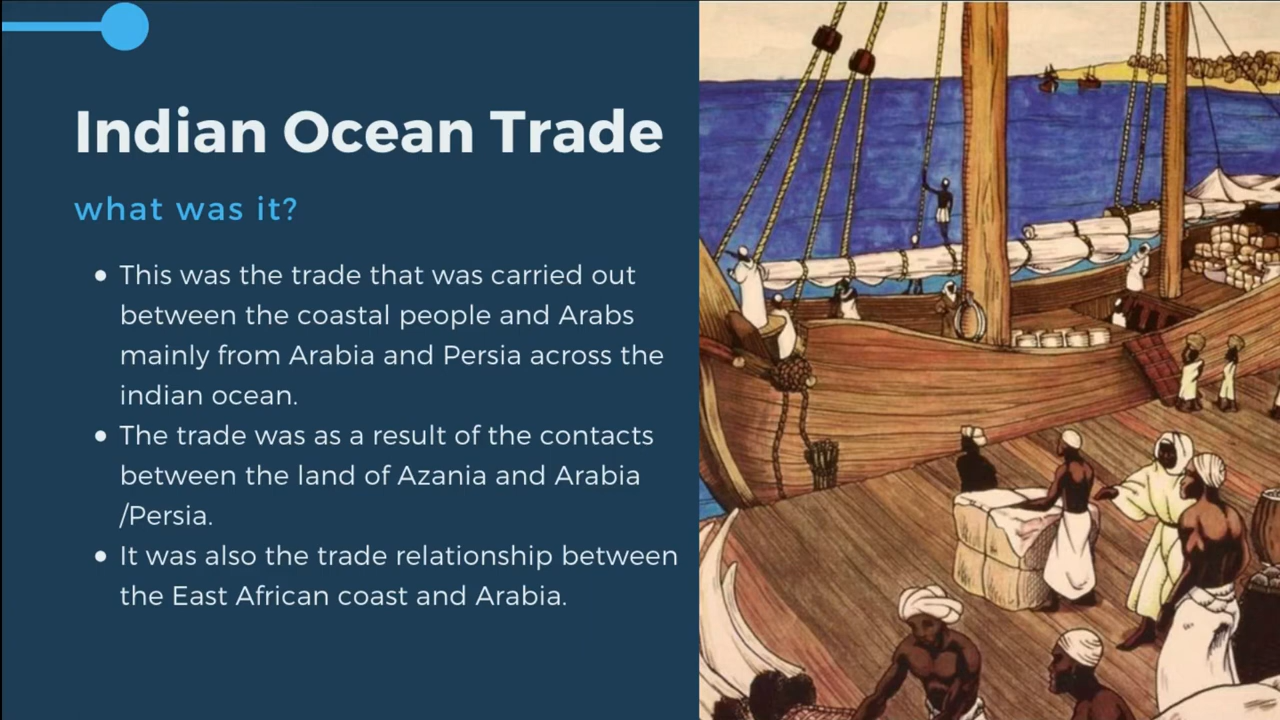 Indian Ocean Trade
what was it?
• This was the trade that was carried out
between the coastal people and Arabs
mainly from Arabia and Persia across the
indian ocean.
• The trade was as a result of the contacts
between the land of Azania and Arabia
/Persia.
• It was also the trade relationship between
the East African coast and Arabia.